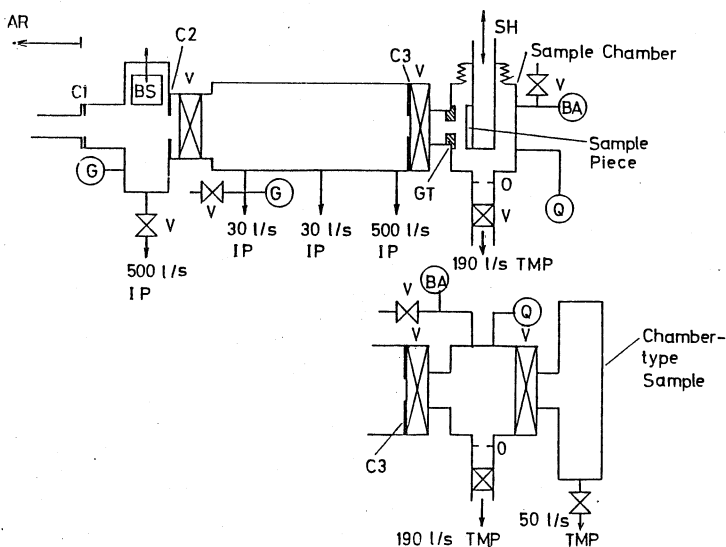 AR
C1
BS
C2
V
C3
V
SH
Sample Chamber
V
BA
Sample
Piece
G
V
500 l/s
IP
V
G
30 l/s
IP
30 l/s
IP
500 l/s
IP
GT
O
V
Q
190 l/s TMP
V
BA
V
Q
V
Chamber-
type
Sample
C3
O
190 l/s TMP
50 l/s
TMP